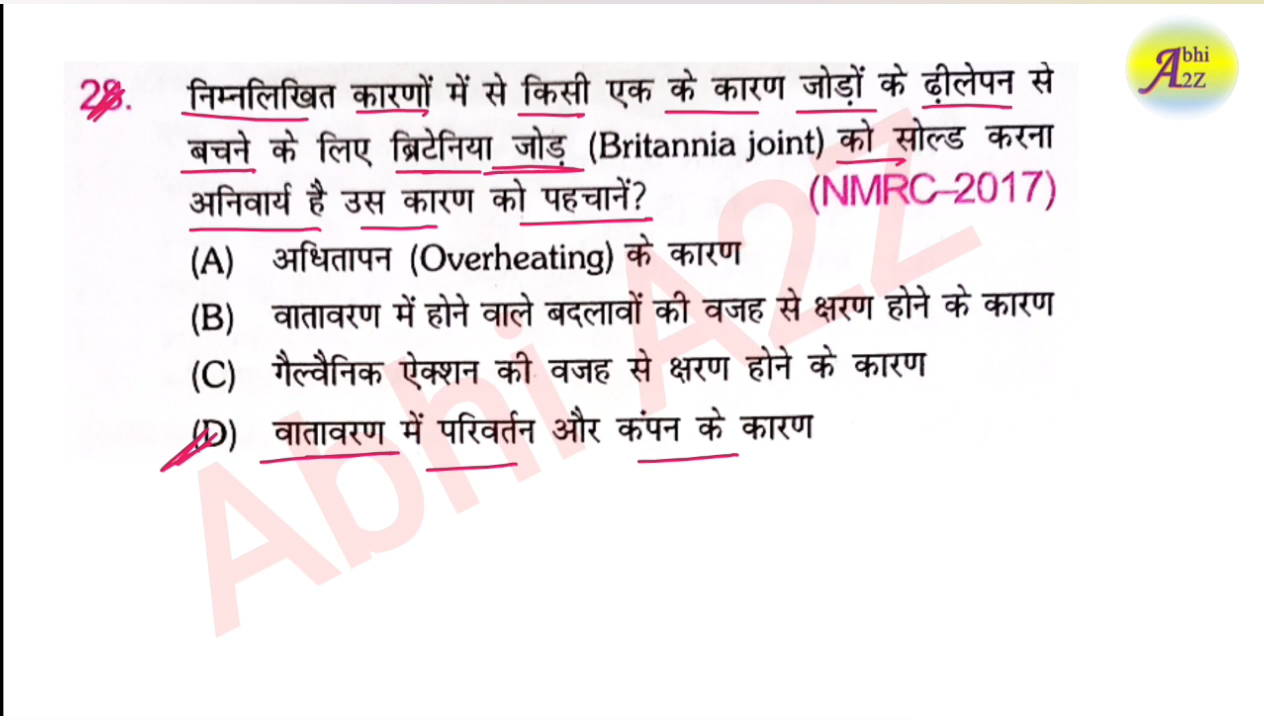 Abhi
A2Z
28. निम्नलिखित कारणों में से किसी एक के कारण जोड़ों के ढ़ीलेपन से
बचने के लिए ब्रिटेनिया जोड़ (Britannia joint) को सोल्ड करना
अनिवार्य है उस कारण को पहचानें? (NMRC–2017)
(A) अधितापन (Overheating) के कारण
(B) वातावरण में होने वाले बदलावों की वजह से क्षरण होने के कारण
(C) गैल्वैनिक ऐक्शन की वजह से क्षरण होने के कारण
(D) वातावरण में परिवर्तन और कंपन के कारण
Abhi A2Z